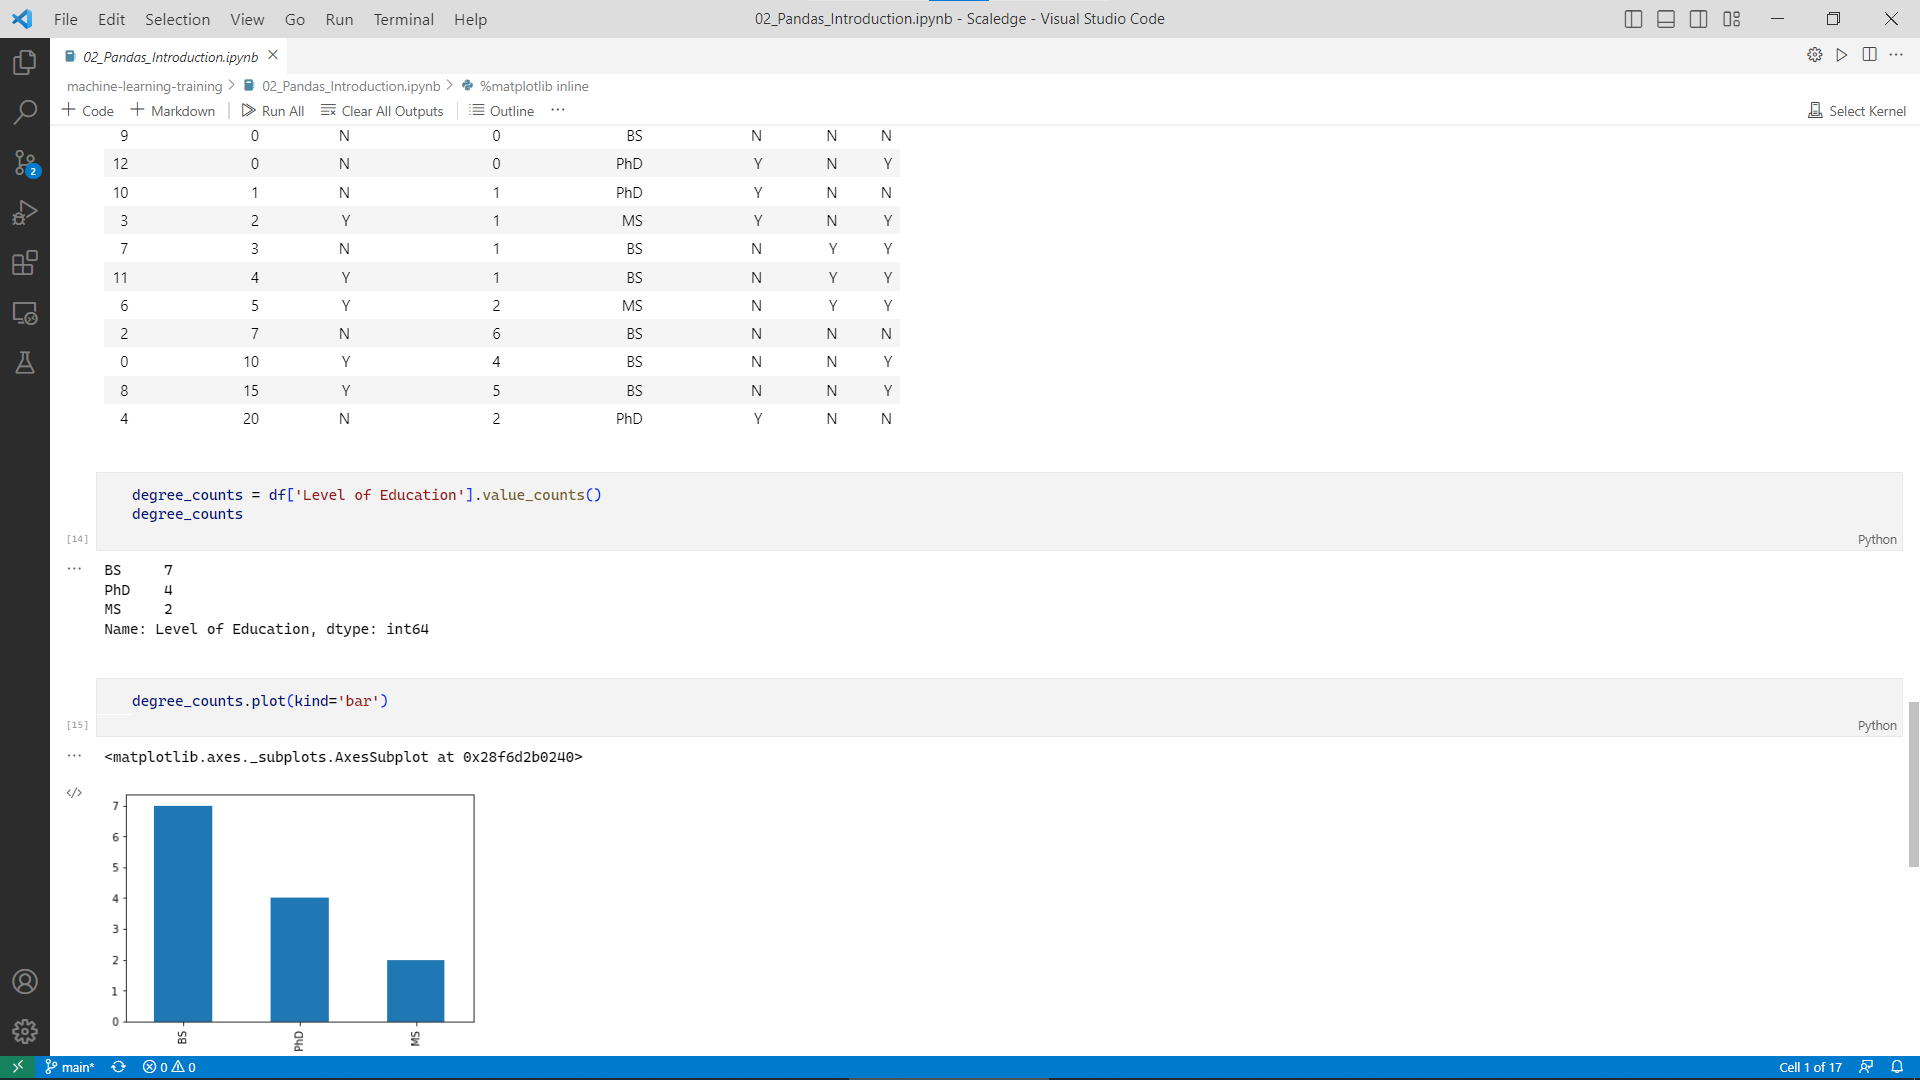 File Edit Selection View Go Run Terminal Help 02_Pandas_Introduction.ipynb - Scaledge - Visual Studio Code
02_Pandas_Introduction.ipynb
machine-learning-training > 02_Pandas_Introduction.ipynb > %matplotlib inline
+ Code + Markdown Run All Clear All Outputs Outline ... Select Kernel
9 0 N 0 BS N N N
12 0 N 0 PhD Y N Y
10 1 N 1 PhD Y N N
3 2 Y 1 MS Y N Y
7 3 N 1 BS N Y Y
11 4 Y 1 BS N Y Y
6 5 Y 2 MS N Y Y
2 7 N 6 BS N N N
0 10 Y 4 BS N N Y
8 15 Y 5 BS N N Y
4 20 N 2 PhD Y N N
2
degree_counts = df['Level of Education'].value_counts()
degree_counts
[14] Python
BS 7
PhD 4
MS 2
Name: Level of Education, dtype: int64
degree_counts.plot(kind='bar')
[15] Python
<matplotlib.axes._subplots.AxesSubplot at 0x28f6d2b0240>
7
6
5
4
3
2
1
0
BS PhD MS
main* 0 0 Cell 1 of 17